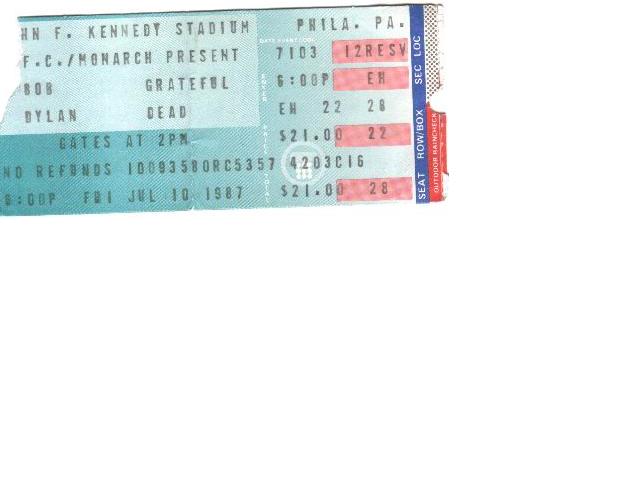 HN F. KENNEDY STADIUM PHILA. PA.
F.C./MONARCH PRESENT 7103 12RESV
BOB GRATEFUL 6:00P EH
DYLAN DEAD EH 22 28
GATES AT 2PM $21.00 22
NO REFUNDS 10093580RC5357 4203C16
6:00P FRI JUL 10 1987 $21.00 28
SEAT ROW/BOX SEC LOC
OUTDOOR RAINCHECK